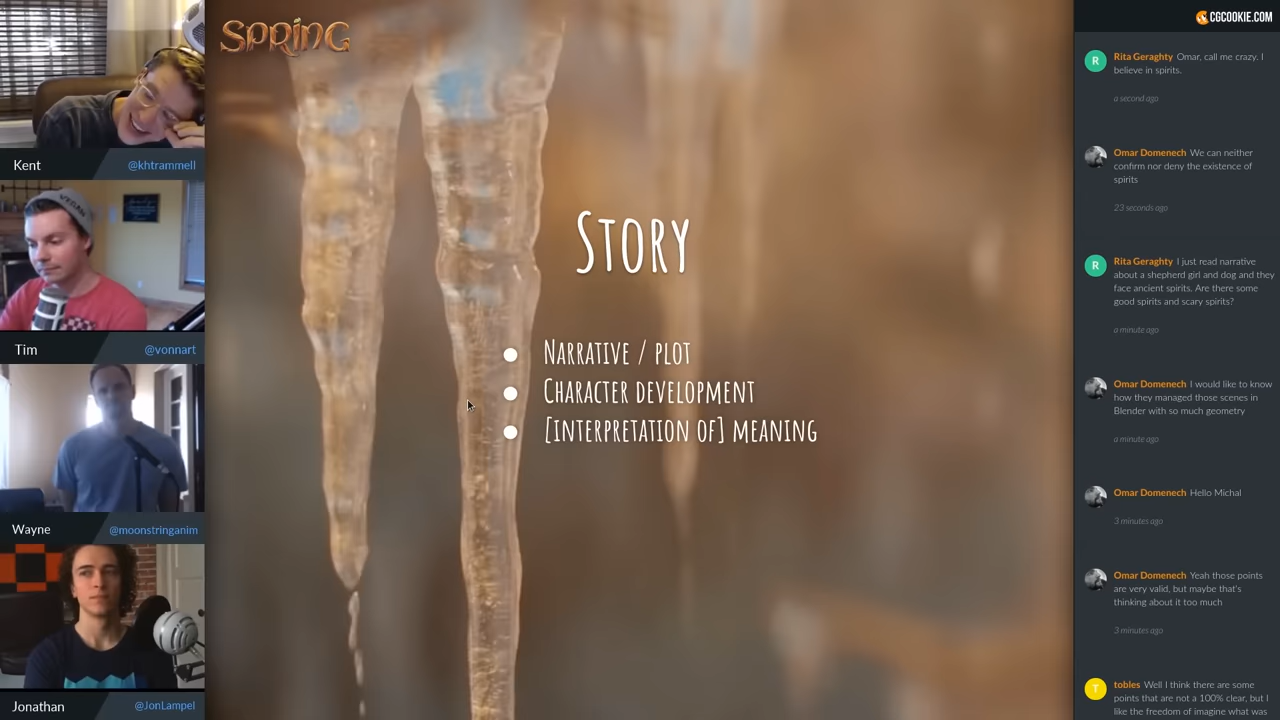 Kent @khtrammell
VEGAN
Tim @vonnart
Wayne @moonstringanim
Jonathan @JonLampel
SPRING
STORY
NARRATIVE / PLOT
CHARACTER DEVELOPMENT
[INTERPRETATION OF] MEANING
CGCOOKIE.COM
R
Rita Geraghty Omar, call me crazy. I
believe in spirits.
a second ago
Omar Domenech We can neither
confirm nor deny the existence of
spirits
23 seconds ago
R
Rita Geraghty I just read narrative
about a shepherd girl and dog and they
face ancient spirits. Are there some
good spirits and scary spirits?
a minute ago
Omar Domenech I would like to know
how they managed those scenes in
Blender with so much geometry
a minute ago
Omar Domenech Hello Michal
3 minutes ago
Omar Domenech Yeah those points
are very valid, but maybe that's
thinking about it too much
3 minutes ago
T
tobles Well I think there are some
points that are not a 100% clear, but I
like the freedom of imagine what was